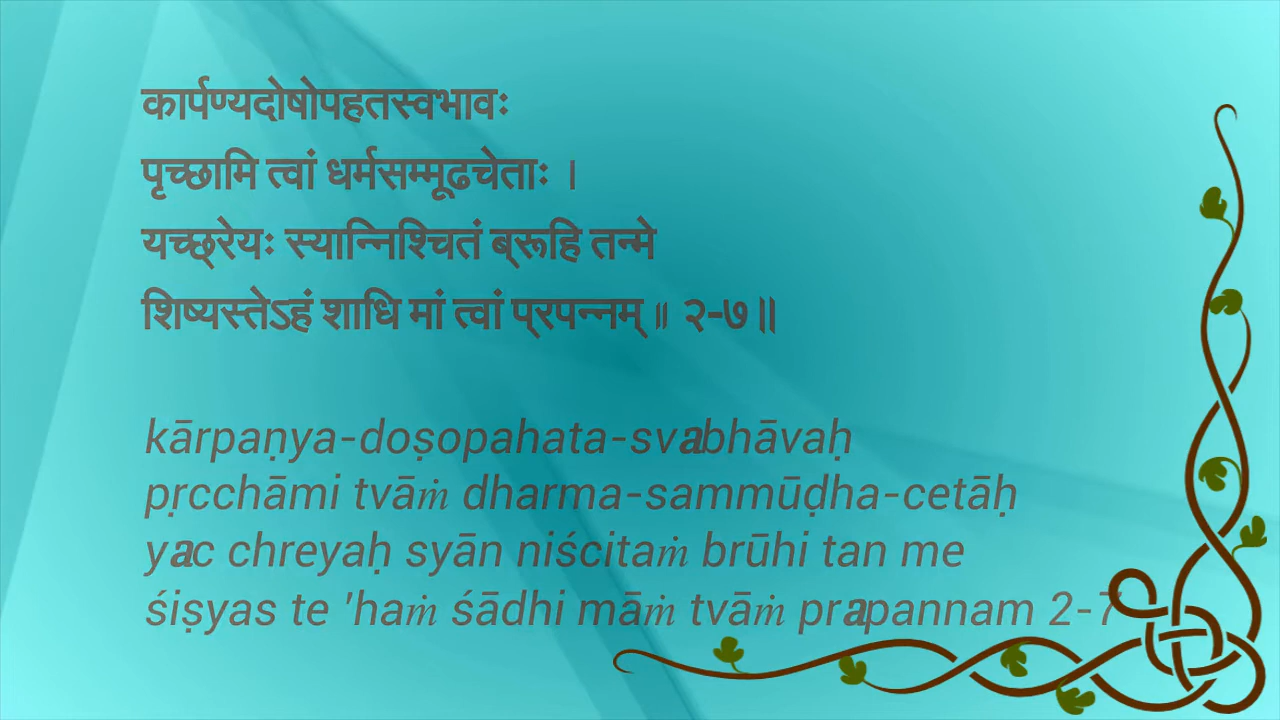 कार्पण्यदोषोपहतस्वभावः
पृच्छामि त्वां धर्मसम्मूढचेताः ।
यच्छ्रेयः स्यान्निश्चितं ब्रूहि तन्मे
शिष्यस्तेऽहं शाधि मां त्वां प्रपन्नम् ॥ २-७॥
kārpaṇya-doṣopahata-svabhāvaḥ
pṛcchāmi tvāṁ dharma-sammūḍha-cetāḥ
yac chreyaḥ syān niścitaṁ brūhi tan me
śiṣyas te 'haṁ śādhi māṁ tvāṁ prapannam 2-7